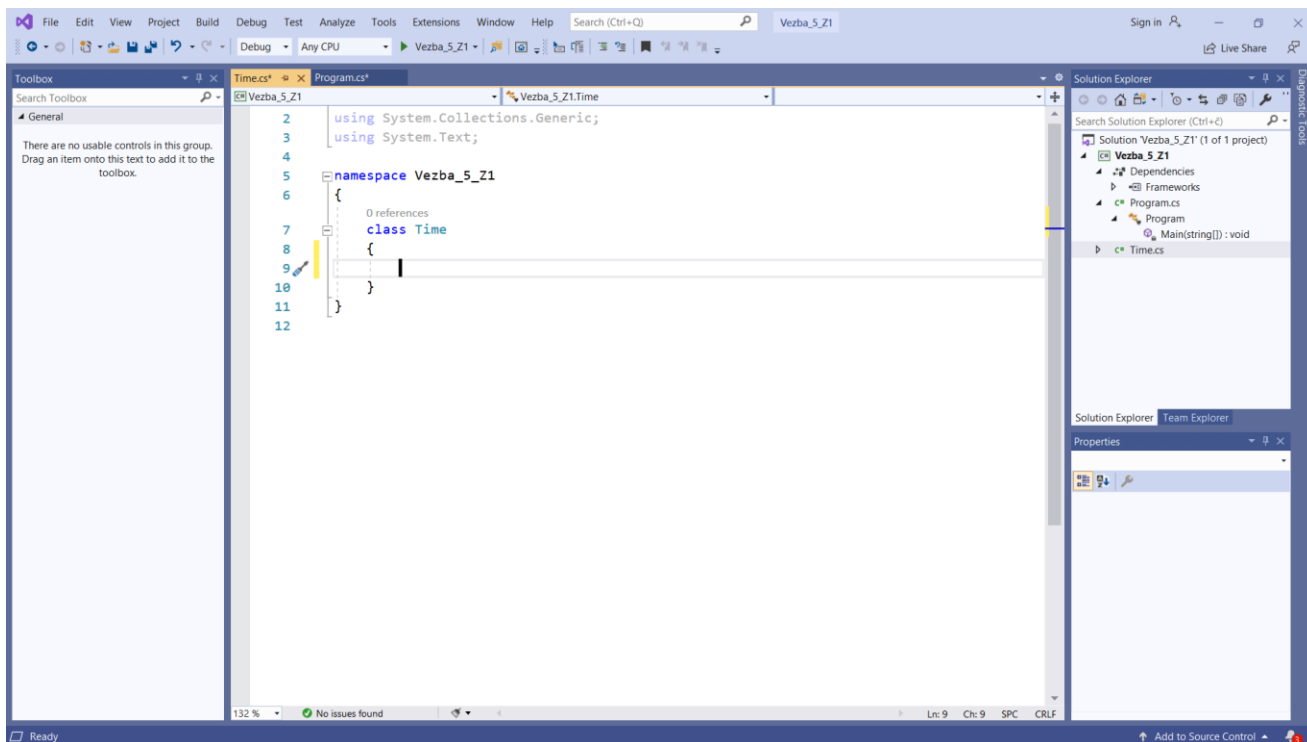 File Edit View Project Build Debug Test Analyze Tools Extensions Window Help Search (Ctrl+Q) Vezba_5_Z1 Sign in
Debug Any CPU Vezba_5_Z1 Live Share
Toolbox
Search Toolbox
General
There are no usable controls in this group.
Drag an item onto this text to add it to the
toolbox.
Time.cs* Program.cs*
C# Vezba_5_Z1 Vezba_5_Z1.Time
2 using System.Collections.Generic;
3 using System.Text;
4
5 namespace Vezba_5_Z1
6 {
0 references
7 class Time
8 {
9
10 }
11 }
12
132 % No issues found Ln: 9 Ch: 9 SPC CRLF
Solution Explorer
Search Solution Explorer (Ctrl+č)
Solution 'Vezba_5_Z1' (1 of 1 project)
C# Vezba_5_Z1
Dependencies
Frameworks
C# Program.cs
Program
Main(string[]) : void
C# Time.cs
Solution Explorer Team Explorer
Properties
Diagnostic Tools
Ready Add to Source Control 3